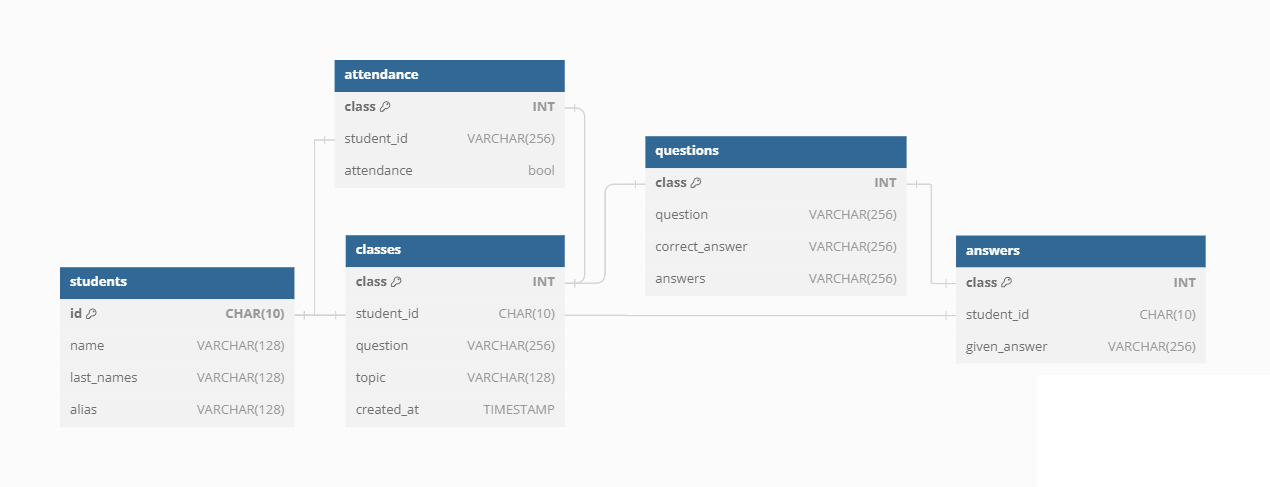 attendance
class INT
student_id VARCHAR(256)
attendance bool
questions
class INT
question VARCHAR(256)
correct_answer VARCHAR(256)
answers VARCHAR(256)
classes
class INT
student_id CHAR(10)
question VARCHAR(256)
topic VARCHAR(128)
created_at TIMESTAMP
answers
class INT
student_id CHAR(10)
given_answer VARCHAR(256)
students
id CHAR(10)
name VARCHAR(128)
last_names VARCHAR(128)
alias VARCHAR(128)